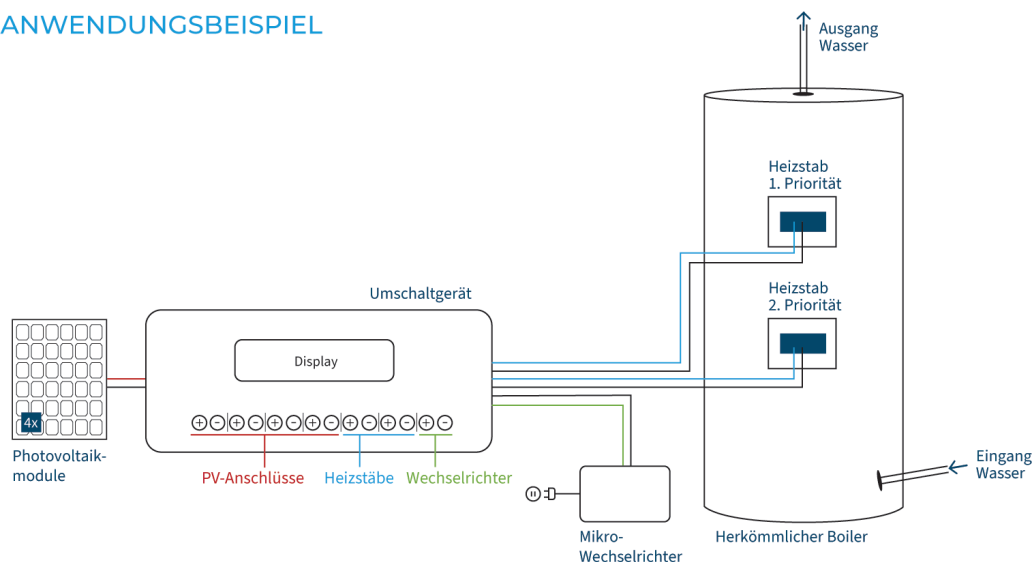 ANWENDUNGSBEISPIEL
Ausgang
Wasser
Heizstab
1. Priorität
Heizstab
2. Priorität
Umschaltgerät
Display
4x
+ - + - + - + - + - + - + -
Photovoltaik-
module
PV-Anschlüsse Heizstäbe Wechselrichter
Eingang
Wasser
Mikro-
Wechselrichter
Herkömmlicher Boiler